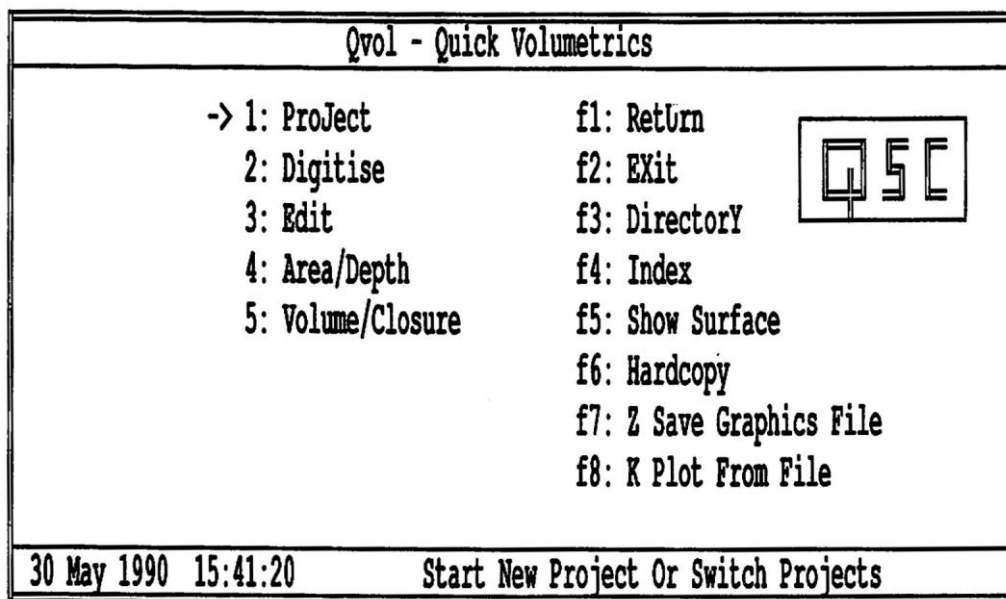 Qvol - Quick Volumetrics
-> 1: ProJect
2: Digitise
3: Edit
4: Area/Depth
5: Volume/Closure
f1: RetUrn
f2: EXit
f3: DirectorY
f4: Index
f5: Show Surface
f6: Hardcopy
f7: Z Save Graphics File
f8: K Plot From File
QSC
30 May 1990 15:41:20 Start New Project Or Switch Projects